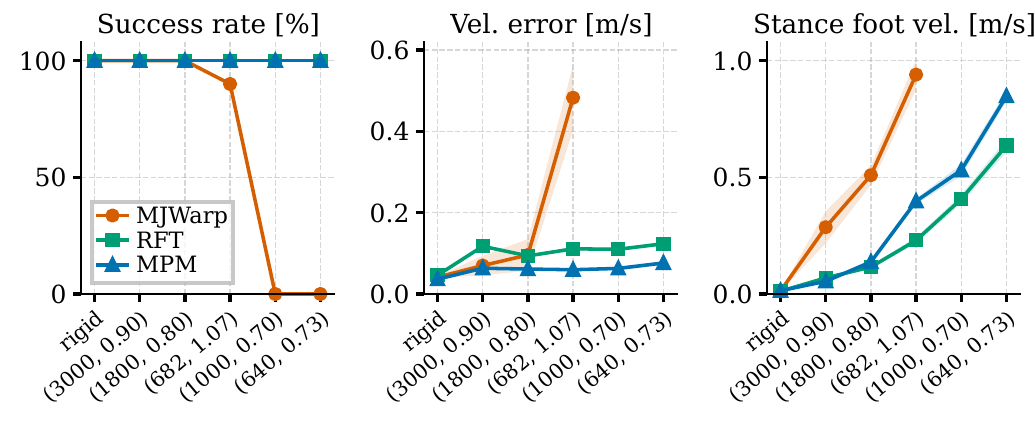 Success rate [%]
100
50
0
MJWarp
RFT
MPM
rigid
(3000, 0.90)
(1800, 0.80)
(682, 1.07)
(1000, 0.70)
(640, 0.73)
Vel. error [m/s]
0.6
0.4
0.2
0.0
rigid
(3000, 0.90)
(1800, 0.80)
(682, 1.07)
(1000, 0.70)
(640, 0.73)
Stance foot vel. [m/s]
1.0
0.5
0.0
rigid
(3000, 0.90)
(1800, 0.80)
(682, 1.07)
(1000, 0.70)
(640, 0.73)